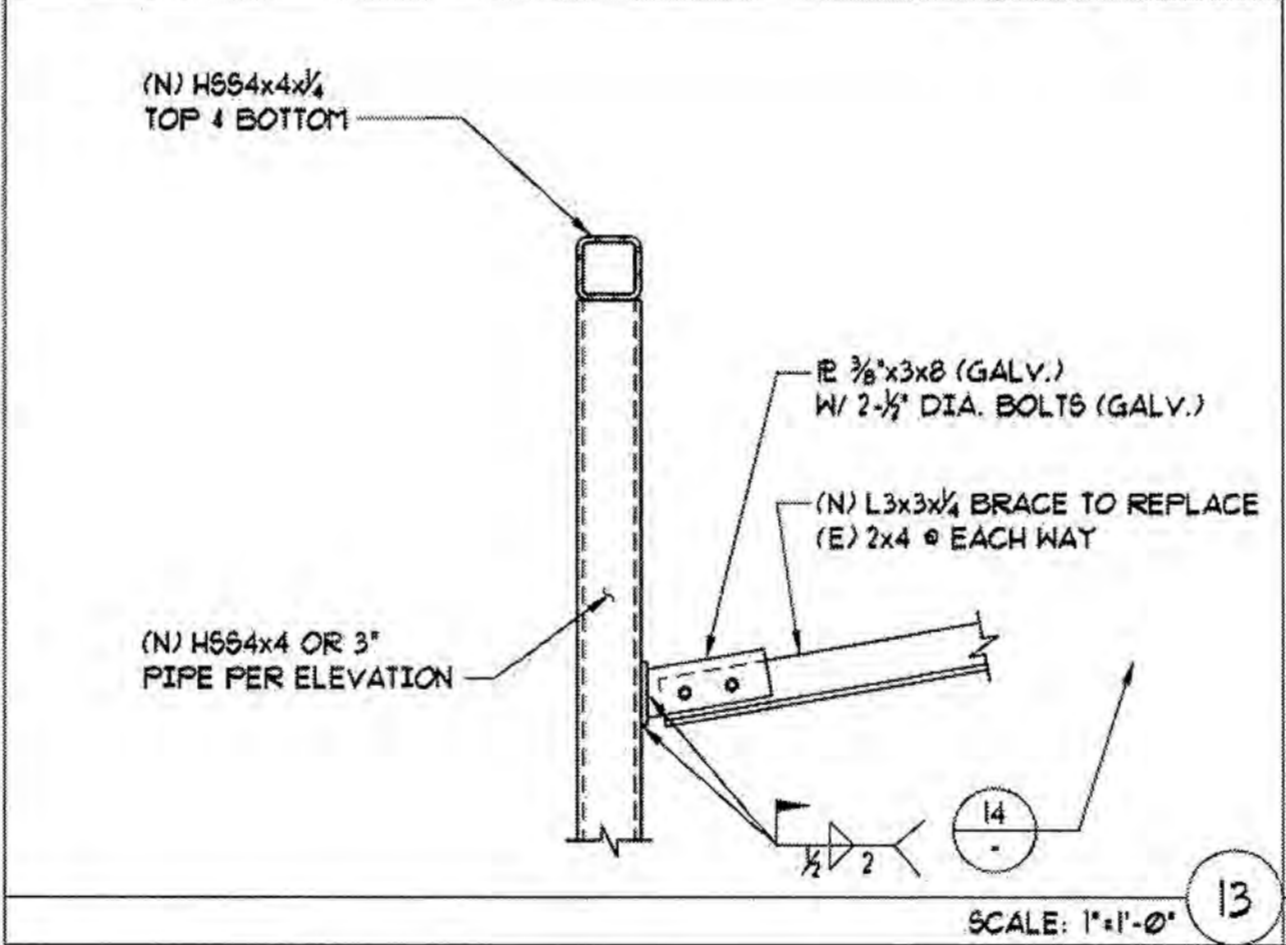 (N) HSS4x4x1/4
TOP & BOTTOM
PL 3/8"x3x8 (GALV.)
W/ 2-1/2" DIA. BOLTS (GALV.)
(N) L3x3x1/4 BRACE TO REPLACE
(E) 2x4 @ EACH WAY
(N) HSS4x4 OR 3"
PIPE PER ELEVATION
1/2 2
14
-
SCALE: 1"=1'-0"
13